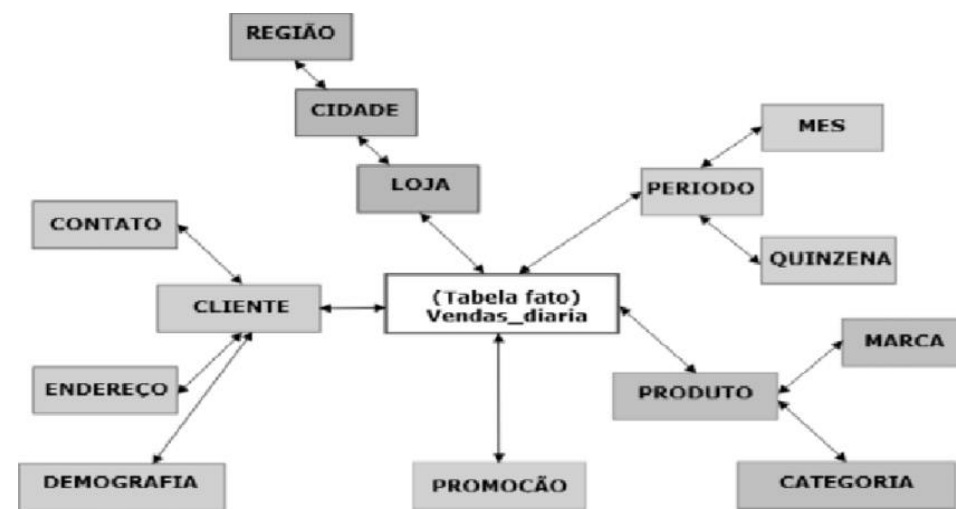 REGIÃO
CIDADE
MES
LOJA
PERIODO
CONTATO
QUINZENA
(Tabela fato)
Vendas_diaria
CLIENTE
MARCA
ENDEREÇO
PRODUTO
DEMOGRAFIA
PROMOCÃO
CATEGORIA